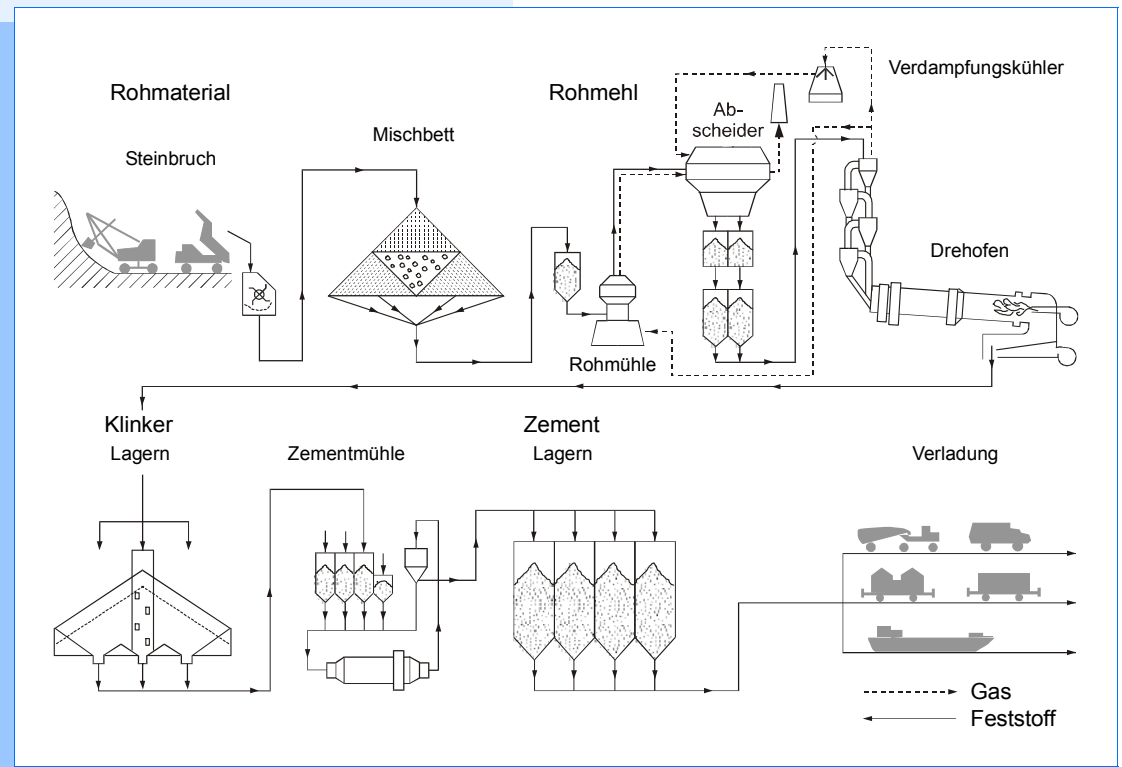 Rohmaterial
Steinbruch
Mischbett
Rohmehl
Ab-
scheider
Verdampfungskühler
Rohmühle
Drehofen
Klinker
Lagern
Zementmühle
Zement
Lagern
Verladung
Gas
Feststoff